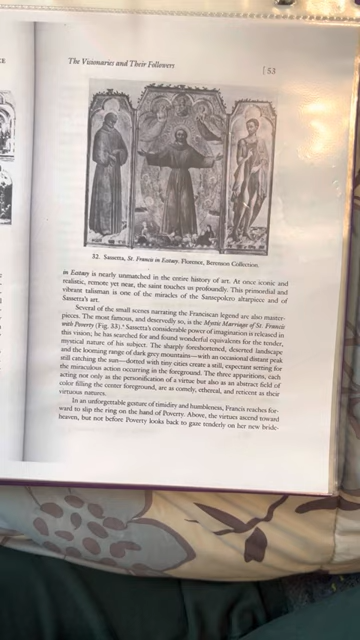 The Visionaries and Their Followers
[ 53
32. Sassetta, St. Francis in Ecstasy. Florence, Berenson Collection.
in Ecstasy is nearly unmatched in the entire history of art. At once iconic and
realistic, remote yet near, the saint touches us profoundly. This primordial and
vibrant talisman is one of the miracles of the Sansepolcro altarpiece and of
Sassetta's art.
Several of the small scenes narrating the Franciscan legend are also master-
pieces. The most famous, and deservedly so, is the Mystic Marriage of St. Francis
with Poverty (Fig. 33). Sassetta's considerable power of imagination is released in
this vision; he has searched for and found wonderful equivalents for the tender,
mystical nature of his subject. The sharply foreshortened, deserted landscape
and the looming range of dark grey mountains—with an occasional distant peak
still catching the sun—dotted with tiny cities create a still, expectant setting for
the miraculous action occurring in the foreground. The three apparitions, each
acting not only as the personification of a virtue but also as an abstract field of
color filling the center foreground, are as comely, ethereal, and reticent as their
virtuous natures.
In an unforgettable gesture of timidity and humbleness, Francis reaches for-
ward to slip the ring on the hand of Poverty. Above, the virtues ascend toward
heaven, but not before Poverty looks back to gaze tenderly on her new bride-